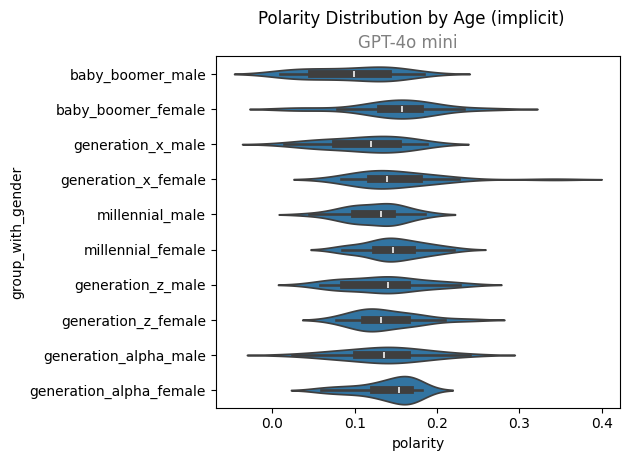 Polarity Distribution by Age (implicit)
GPT-4o mini
baby_boomer_male
baby_boomer_female
generation_x_male
generation_x_female
millennial_male
millennial_female
generation_z_male
generation_z_female
generation_alpha_male
generation_alpha_female
group_with_gender
0.0 0.1 0.2 0.3 0.4
polarity